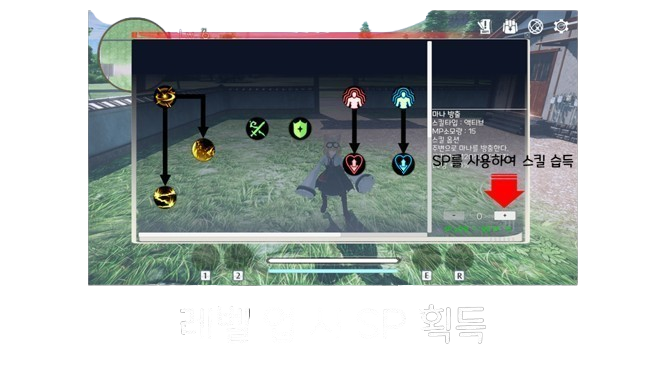 마나 방출
스킬타입 : 액티브
MP소모량 : 15
스킬 옵션
주변으로 마나를 방출한다.
SP를 사용하여 스킬 습득
- 0 +
1 2 E R
레벨 업 시 SP 획득